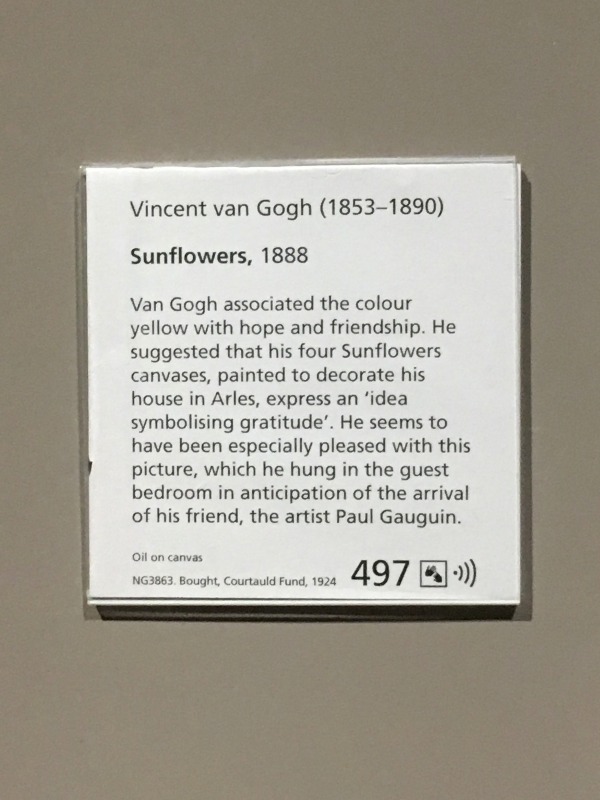 Vincent van Gogh (1853–1890)
Sunflowers, 1888
Van Gogh associated the colour
yellow with hope and friendship. He
suggested that his four Sunflowers
canvases, painted to decorate his
house in Arles, express an ‘idea
symbolising gratitude’. He seems to
have been especially pleased with this
picture, which he hung in the guest
bedroom in anticipation of the arrival
of his friend, the artist Paul Gauguin.
Oil on canvas
NG3863. Bought, Courtauld Fund, 1924 497